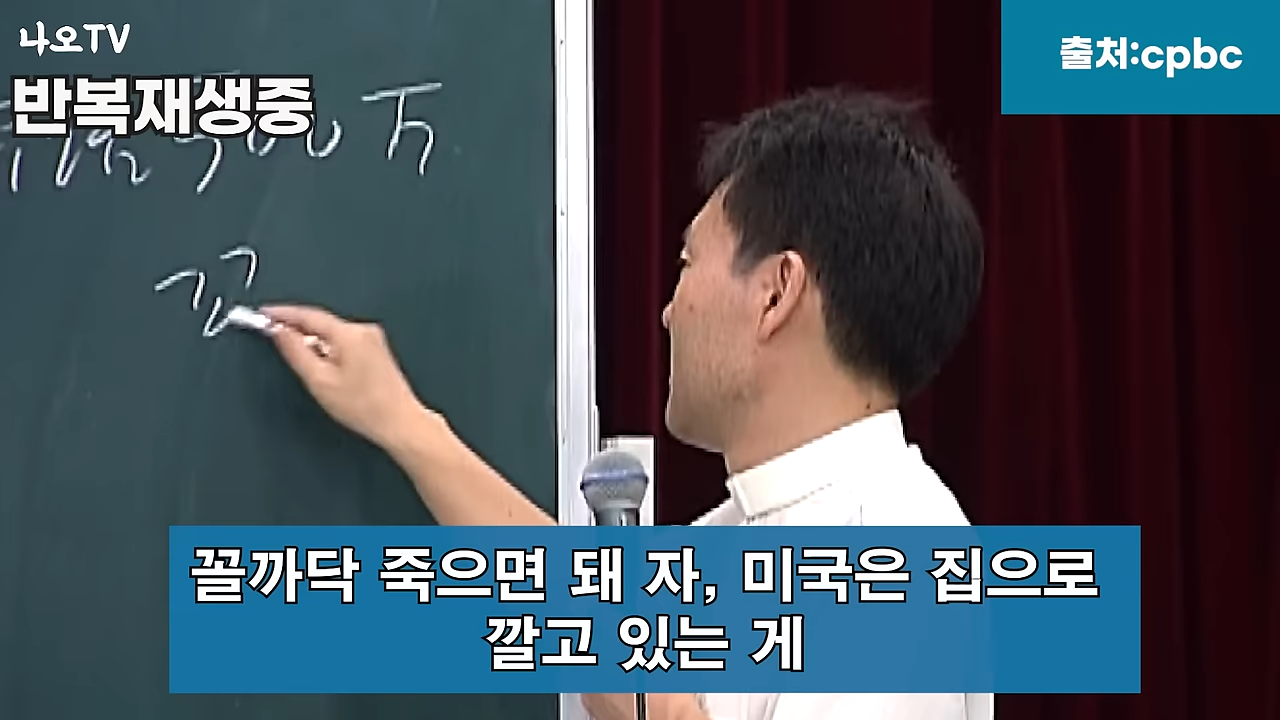 나오TV
출처:cpbc
반복재생중
꼴까닥 죽으면 돼 자, 미국은 집으로
깔고 있는 게